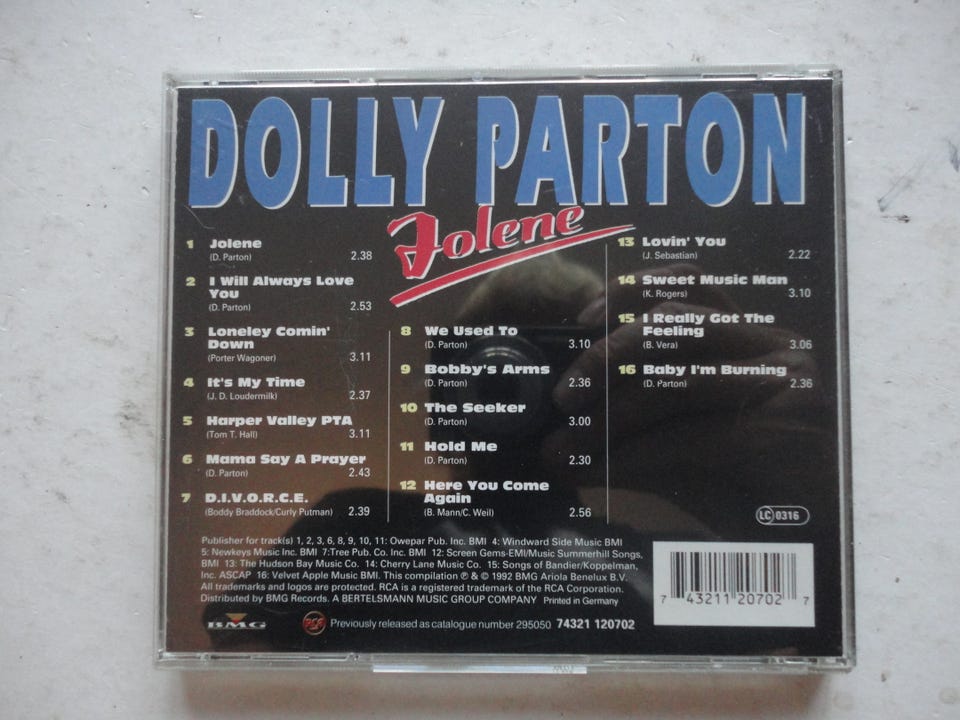 DOLLY PARTON
Jolene
1 Jolene
(D. Parton) 2.38
2 I Will Always Love
You
(D. Parton) 2.53
3 Loneley Comin'
Down
(Porter Wagoner) 3.11
4 It's My Time
(J. D. Loudermilk) 2.37
5 Harper Valley PTA
(Tom T. Hall) 3.11
6 Mama Say A Prayer
(D. Parton) 2.43
7 D.I.V.O.R.C.E.
(Boddy Braddock/Curly Putman) 2.39
8 We Used To
(D. Parton) 3.10
9 Bobby's Arms
(D. Parton) 2.36
10 The Seeker
(D. Parton) 3.00
11 Hold Me
(D. Parton) 2.30
12 Here You Come
Again
(B. Mann/C. Weil) 2.56
13 Lovin' You
(J. Sebastian) 2.22
14 Sweet Music Man
(K. Rogers) 3.10
15 I Really Got The
Feeling
(B. Vera) 3.06
16 Baby I'm Burning
(D. Parton) 2.36
LC 0316
Publisher for track(s) 1, 2, 3, 6, 8, 9, 10, 11: Owepar Pub. Inc. BMI 4: Windward Side Music BMI
5: Newkeys Music Inc. BMI 7:Tree Pub. Co. Inc. BMI 12: Screen Gems-EMI/Music Summerhill Songs,
BMI 13: The Hudson Bay Music Co. 14: Cherry Lane Music Co. 15: Songs of Bandier/Koppelman,
Inc. ASCAP 16: Velvet Apple Music BMI. This compilation ℗ & © 1992 BMG Ariola Benelux B.V.
All trademarks and logos are protected. RCA is a registered trademark of the RCA Corporation.
Distributed by BMG Records. A BERTELSMANN MUSIC GROUP COMPANY Printed in Germany
BMG RCA Previously released as catalogue number 295050 74321 120702
7 43211 20702 7